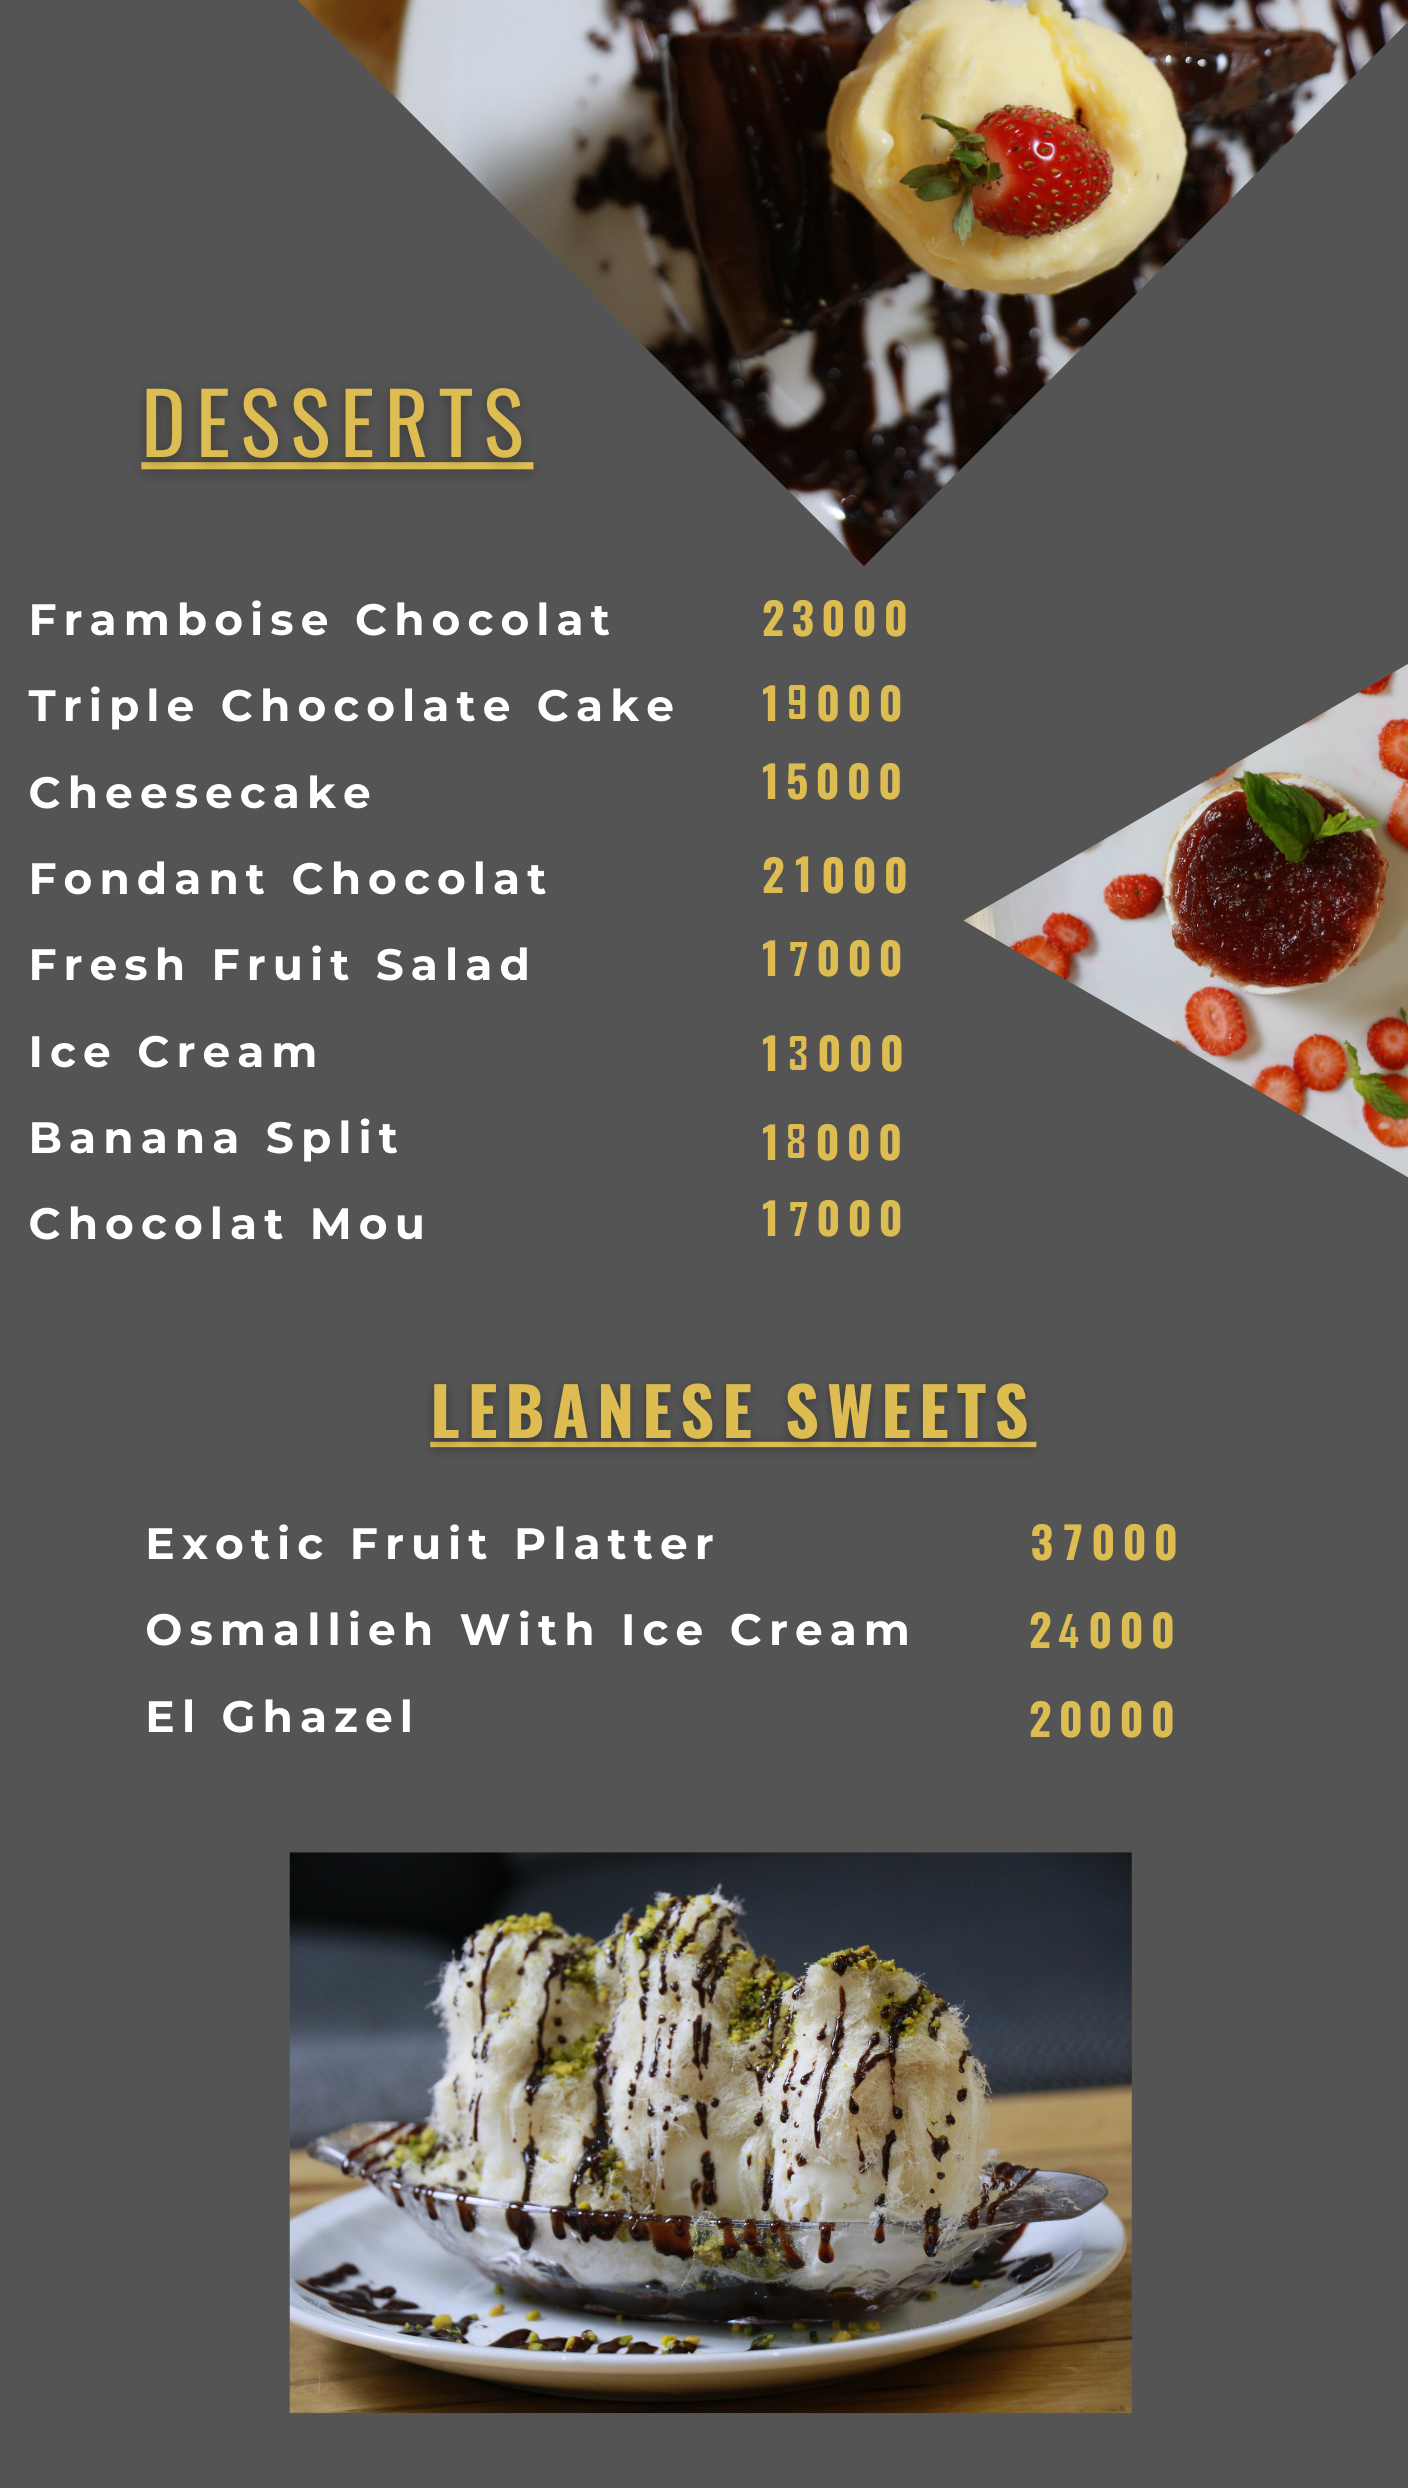 DESSERTS
Framboise Chocolat 23000
Triple Chocolate Cake 19000
Cheesecake 15000
Fondant Chocolat 21000
Fresh Fruit Salad 17000
Ice Cream 13000
Banana Split 18000
Chocolat Mou 17000
LEBANESE SWEETS
Exotic Fruit Platter 37000
Osmallieh With Ice Cream 24000
El Ghazel 20000